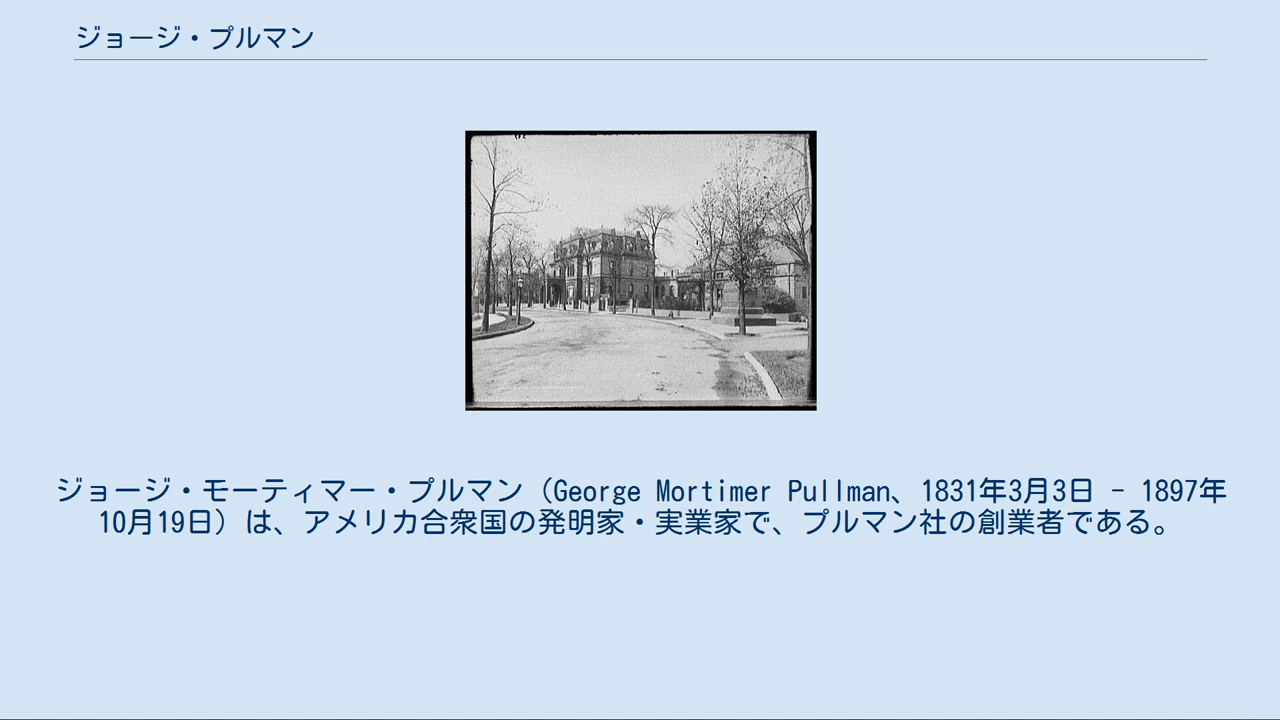 ジョージ・プルマン
ジョージ・モーティマー・プルマン（George Mortimer Pullman、1831年3月3日 - 1897年
10月19日）は、アメリカ合衆国の発明家・実業家で、プルマン社の創業者である。